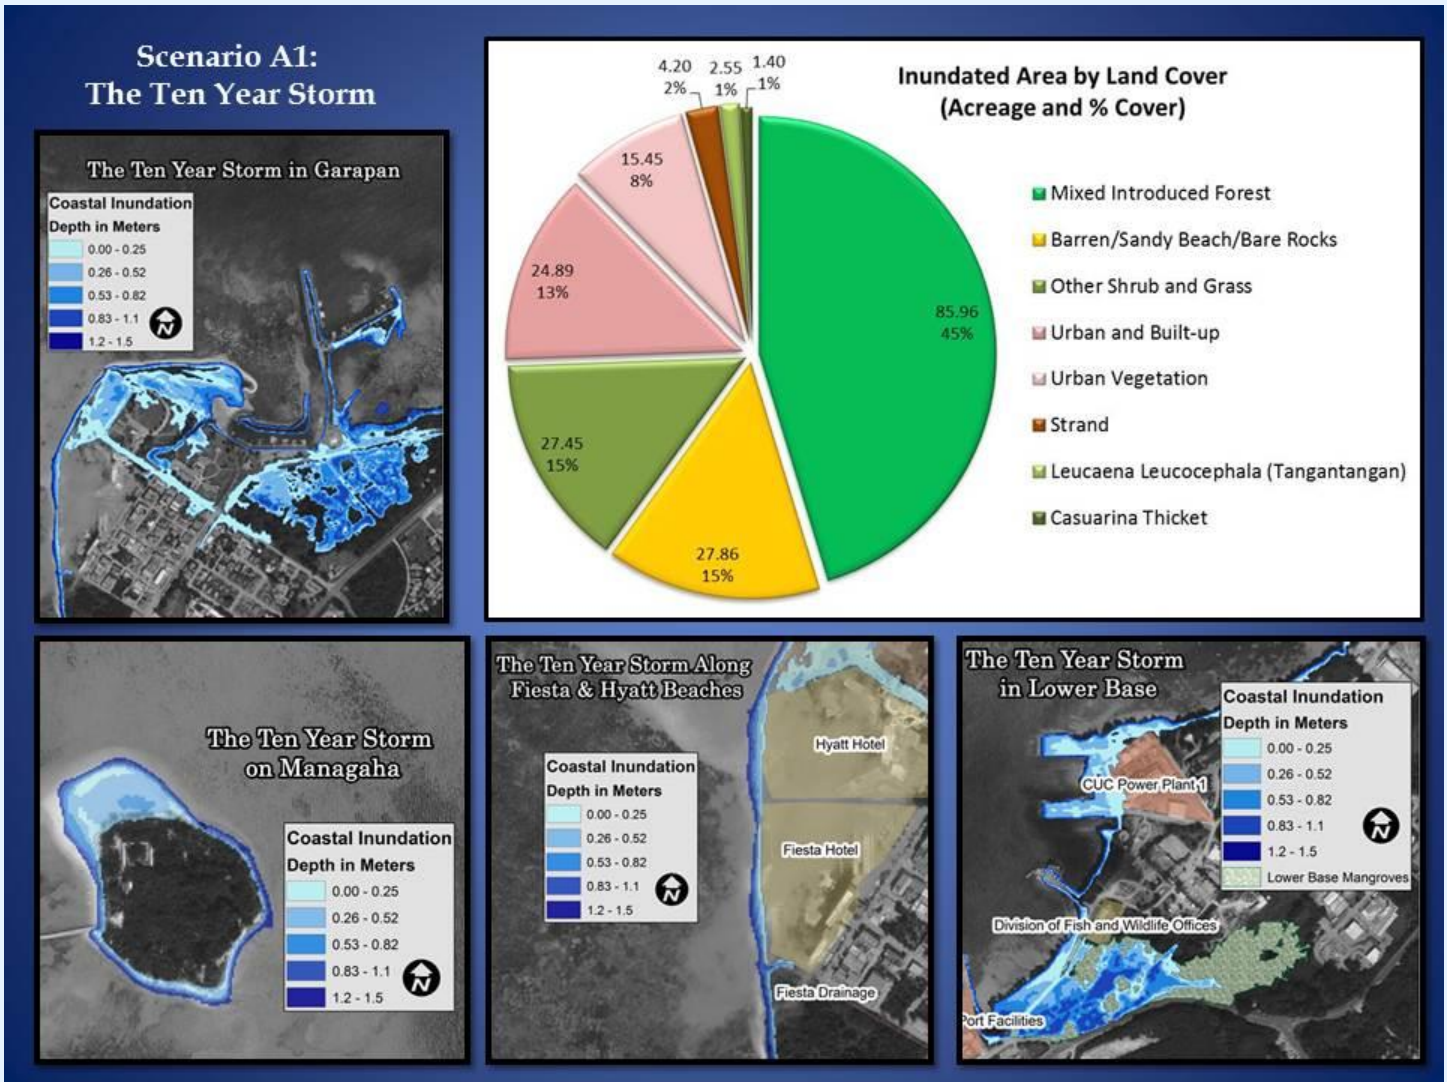 Scenario A1:
The Ten Year Storm
The Ten Year Storm in Garapan
Coastal Inundation
Depth in Meters
0.00 - 0.25
0.26 - 0.52
0.53 - 0.82
0.83 - 1.1
1.2 - 1.5
N
Inundated Area by Land Cover
(Acreage and % Cover)
4.20
2%
2.55
1%
1.40
1%
15.45
8%
24.89
13%
27.45
15%
27.86
15%
85.96
45%
Mixed Introduced Forest
Barren/Sandy Beach/Bare Rocks
Other Shrub and Grass
Urban and Built-up
Urban Vegetation
Strand
Leucaena Leucocephala (Tangantangan)
Casuarina Thicket
The Ten Year Storm
on Managaha
Coastal Inundation
Depth in Meters
0.00 - 0.25
0.26 - 0.52
0.53 - 0.82
0.83 - 1.1
1.2 - 1.5
N
The Ten Year Storm Along
Fiesta & Hyatt Beaches
Coastal Inundation
Depth in Meters
0.00 - 0.25
0.26 - 0.52
0.53 - 0.82
0.83 - 1.1
1.2 - 1.5
N
Hyatt Hotel
Fiesta Hotel
Fiesta Drainage
The Ten Year Storm
in Lower Base
Coastal Inundation
Depth in Meters
0.00 - 0.25
0.26 - 0.52
0.53 - 0.82
0.83 - 1.1
1.2 - 1.5
Lower Base Mangroves
N
CUC Power Plant 1
Division of Fish and Wildlife Offices
Port Facilities